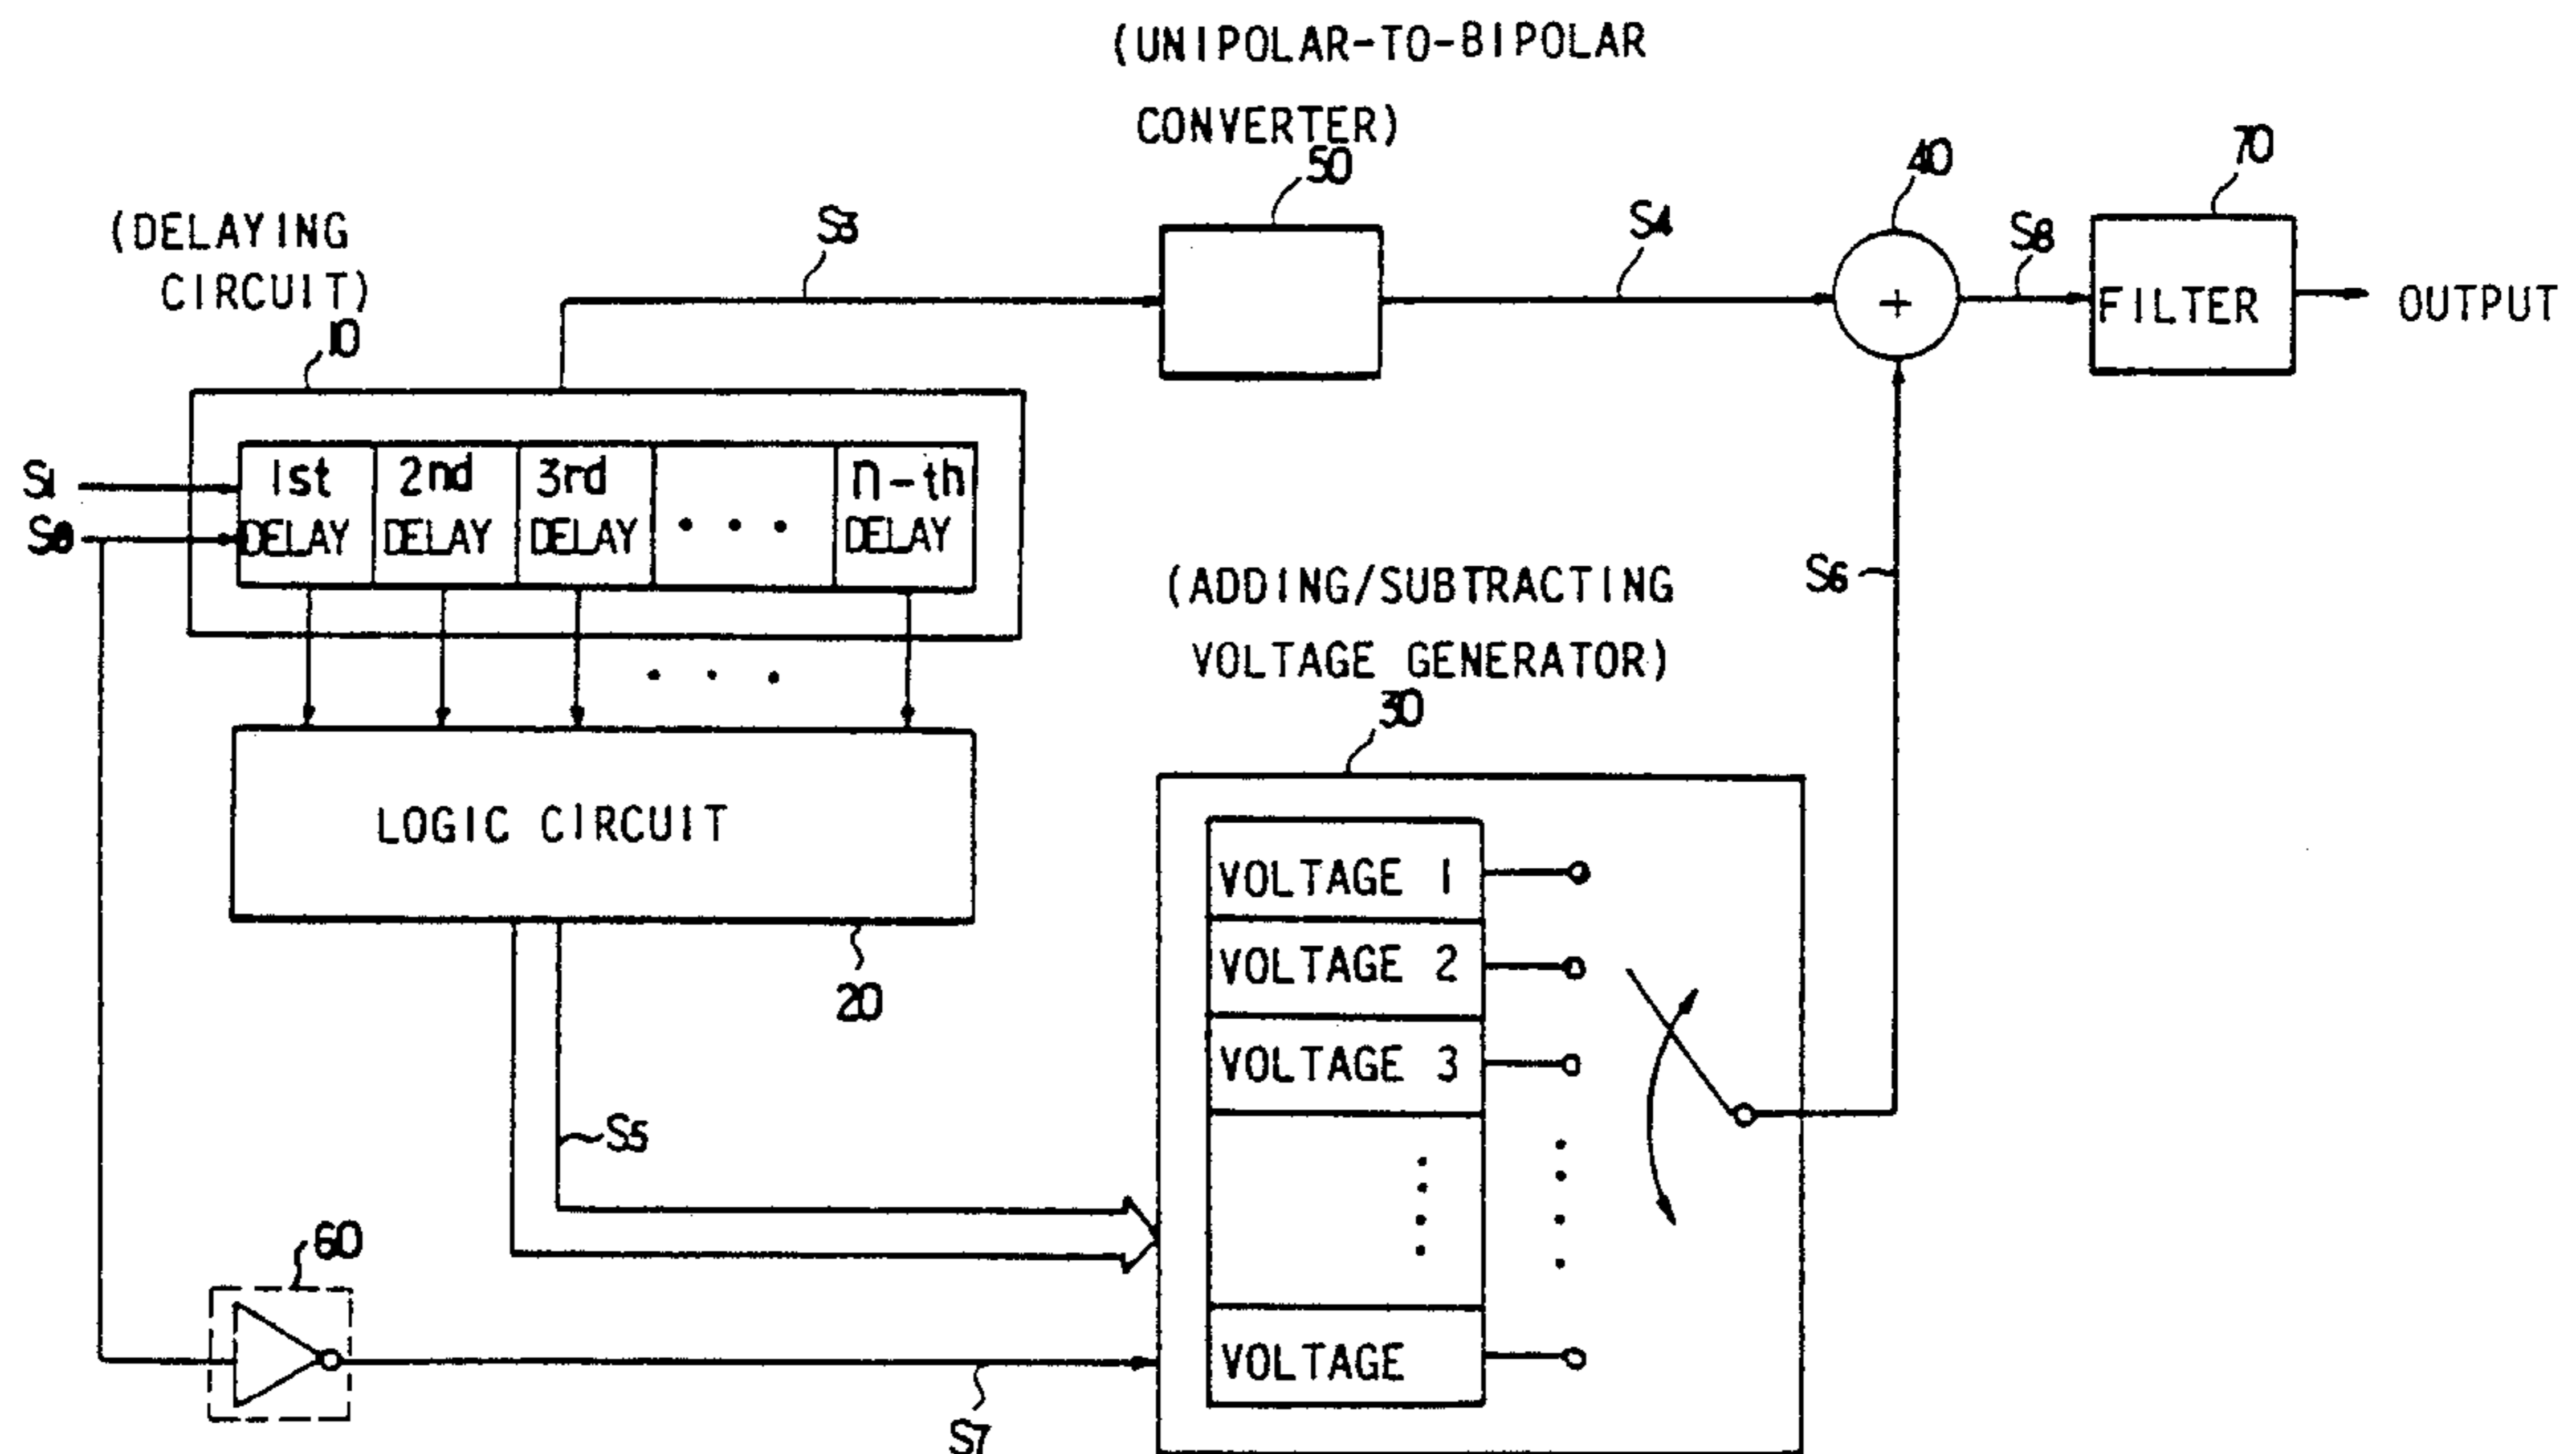 (UNIPOLAR-TO-BIPOLAR
CONVERTER)
50
40
70
(DELAYING
CIRCUIT)
10
S3
S4
S8
+
FILTER
OUTPUT
S1
1st
DELAY
2nd
DELAY
3rd
DELAY
• • •
n-th
DELAY
S6
(ADDING/SUBTRACTING
VOLTAGE GENERATOR)
30
LOGIC CIRCUIT
20
VOLTAGE 1
VOLTAGE 2
VOLTAGE 3
VOLTAGE
S5
60
S7